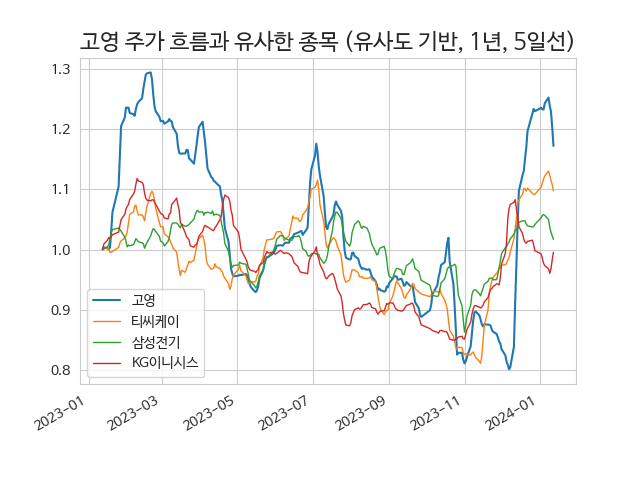 고영 주가 흐름과 유사한 종목 (유사도 기반, 1년, 5일선)
1.3
1.2
1.1
1.0
0.9
0.8
고영
티씨케이
삼성전기
KG이니시스
2023-01
2023-03
2023-05
2023-07
2023-09
2023-11
2024-01